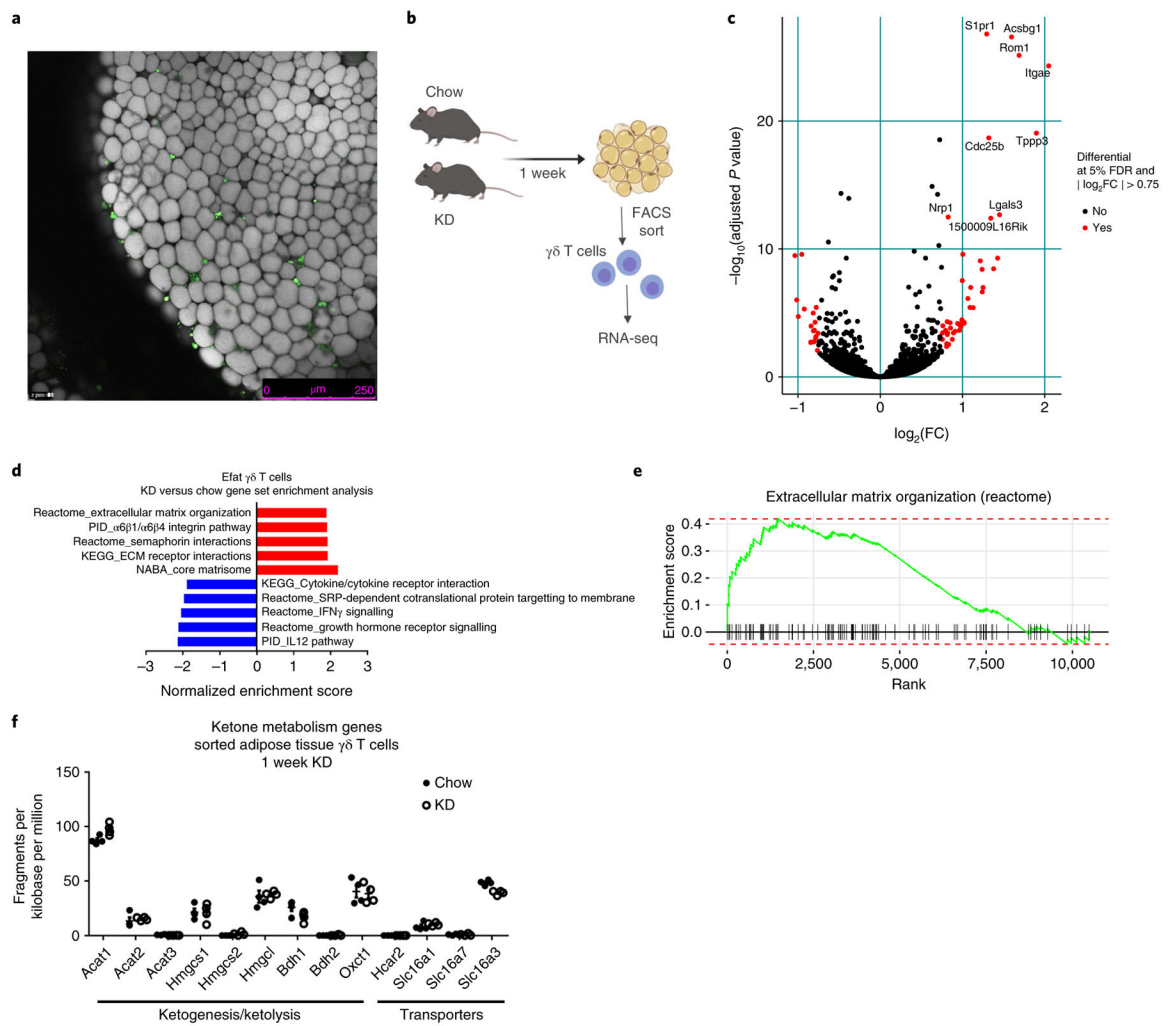 a
0 μm 250
z pos:
b
Chow
KD
1 week
FACS
sort
γδ T cells
RNA-seq
c
S1pr1
Acsbg1
Rom1
Itgae
Tppp3
Cdc25b
Nrp1
Lgals3
1500009L16Rik
20
10
0
–log10(adjusted P value)
–1 0 1 2
log2(FC)
Differential
at 5% FDR and
| log2FC | > 0.75
No
Yes
d
Efat γδ T cells
KD versus chow gene set enrichment analysis
Reactome_extracellular matrix organization
PID_α6β1/α6β4 integrin pathway
Reactome_semaphorin interactions
KEGG_ECM receptor interactions
NABA_core matrisome
KEGG_Cytokine/cytokine receptor interaction
Reactome_SRP-dependent cotranslational protein targetting to membrane
Reactome_IFNγ signalling
Reactome_growth hormone receptor signalling
PID_IL12 pathway
–3 –2 –1 0 1 2 3
Normalized enrichment score
e
Extracellular matrix organization (reactome)
Enrichment score
0.4
0.3
0.2
0.1
0.0
0 2,500 5,000 7,500 10,000
Rank
f
Ketone metabolism genes
sorted adipose tissue γδ T cells
1 week KD
Fragments per
kilobase per million
150
100
50
0
Chow
KD
Acat1 Acat2 Acat3 Hmgcs1 Hmgcs2 Hmgcl Bdh1 Bdh2 Oxct1 Hcar2 Slc16a1 Slc16a7 Slc16a3
Ketogenesis/ketolysis Transporters